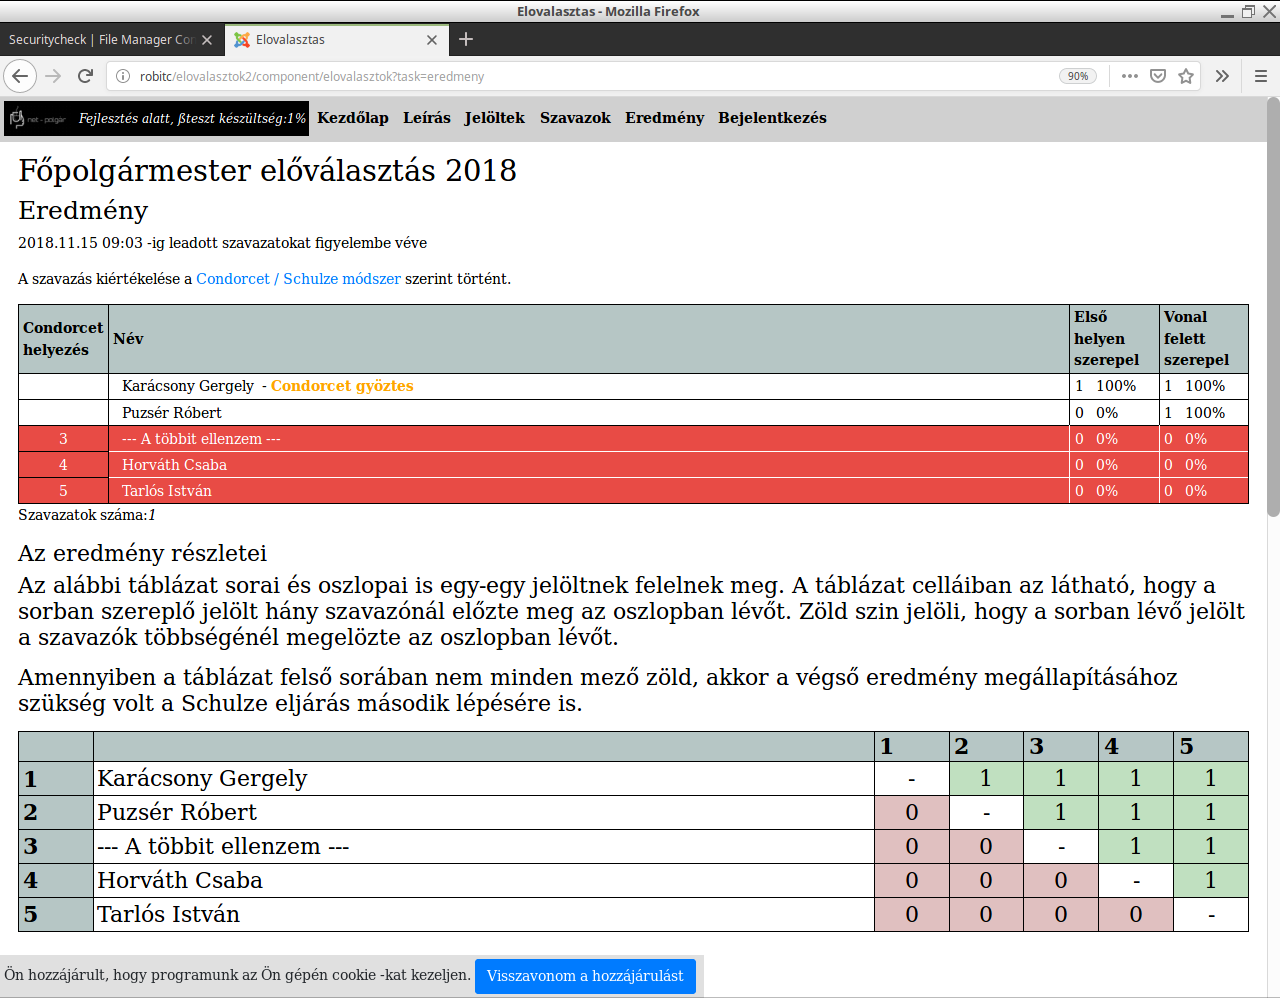 Elovalasztas - Mozilla Firefox
Securitycheck | File Manager Co
Elovalasztas
robitc/elovalasztok2/component/elovalasztok?task=eredmeny
90%
net - polgár
Fejlesztés alatt, ßteszt készültség:1%
Kezdőlap Leírás Jelöltek Szavazok Eredmény Bejelentkezés
Főpolgármester előválasztás 2018
Eredmény
2018.11.15 09:03 -ig leadott szavazatokat figyelembe véve
A szavazás kiértékelése a Condorcet / Schulze módszer szerint történt.
Condorcet helyezés Név Első helyen szerepel Vonal felett szerepel
Karácsony Gergely - Condorcet gyöztes 1 100% 1 100%
Puzsér Róbert 0 0% 1 100%
3 --- A többit ellenzem --- 0 0% 0 0%
4 Horváth Csaba 0 0% 0 0%
5 Tarlós István 0 0% 0 0%
Szavazatok száma:1
Az eredmény részletei
Az alábbi táblázat sorai és oszlopai is egy-egy jelöltnek felelnek meg. A táblázat celláiban az látható, hogy a
sorban szereplő jelölt hány szavazónál előzte meg az oszlopban lévőt. Zöld szin jelöli, hogy a sorban lévő jelölt
a szavazók többségénél megelözte az oszlopban lévőt.
Amennyiben a táblázat felső sorában nem minden mező zöld, akkor a végső eredmény megállapításához
szükség volt a Schulze eljárás második lépésére is.
1 2 3 4 5
1 Karácsony Gergely - 1 1 1 1
2 Puzsér Róbert 0 - 1 1 1
3 --- A többit ellenzem --- 0 0 - 1 1
4 Horváth Csaba 0 0 0 - 1
5 Tarlós István 0 0 0 0 -
Ön hozzájárult, hogy programunk az Ön gépén cookie -kat kezeljen. Visszavonom a hozzájárulást